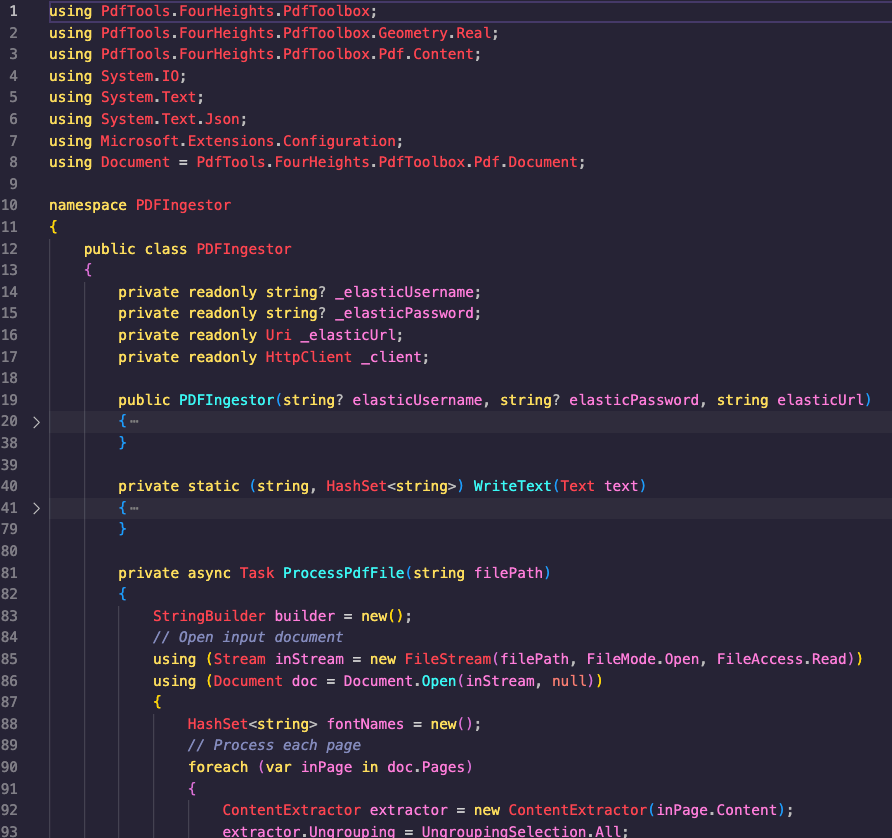 1 using PdfTools.FourHeights.PdfToolbox;
2 using PdfTools.FourHeights.PdfToolbox.Geometry.Real;
3 using PdfTools.FourHeights.PdfToolbox.Pdf.Content;
4 using System.IO;
5 using System.Text;
6 using System.Text.Json;
7 using Microsoft.Extensions.Configuration;
8 using Document = PdfTools.FourHeights.PdfToolbox.Pdf.Document;
9
10 namespace PDFIngestor
11 {
12     public class PDFIngestor
13     {
14         private readonly string? _elasticUsername;
15         private readonly string? _elasticPassword;
16         private readonly Uri _elasticUrl;
17         private readonly HttpClient _client;
18
19         public PDFIngestor(string? elasticUsername, string? elasticPassword, string elasticUrl)
20 >       {⋯
38         }
39
40         private static (string, HashSet<string>) WriteText(Text text)
41 >       {⋯
79         }
80
81         private async Task ProcessPdfFile(string filePath)
82         {
83             StringBuilder builder = new();
84             // Open input document
85             using (Stream inStream = new FileStream(filePath, FileMode.Open, FileAccess.Read))
86             using (Document doc = Document.Open(inStream, null))
87             {
88                 HashSet<string> fontNames = new();
89                 // Process each page
90                 foreach (var inPage in doc.Pages)
91                 {
92                     ContentExtractor extractor = new ContentExtractor(inPage.Content);
93                     extractor.Ungrouping = UngroupingSelection.All;